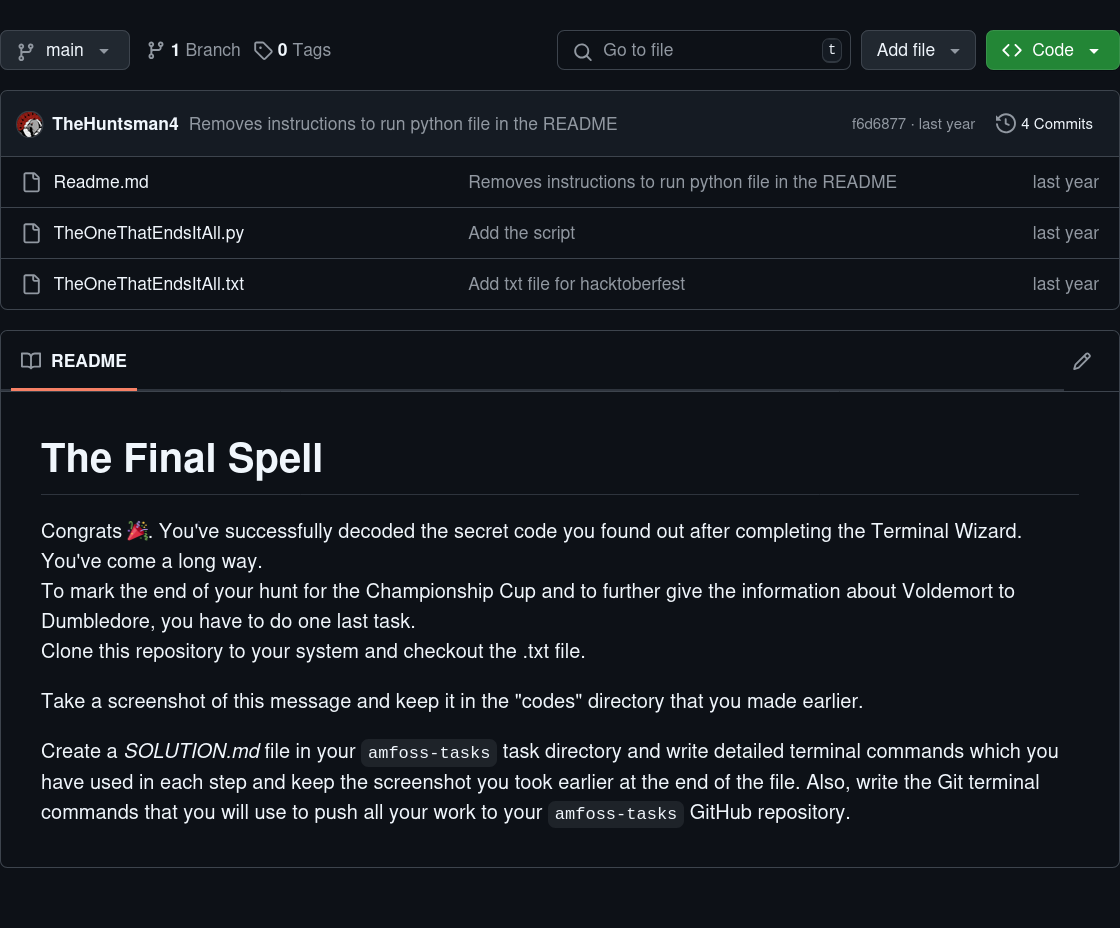 main
1 Branch
0 Tags
Go to file
t
Add file
Code
TheHuntsman4 Removes instructions to run python file in the README
f6d6877 · last year
4 Commits
Readme.md Removes instructions to run python file in the README last year
TheOneThatEndsItAll.py Add the script last year
TheOneThatEndsItAll.txt Add txt file for hacktoberfest last year
README
The Final Spell
Congrats 🎉. You've successfully decoded the secret code you found out after completing the Terminal Wizard.
You've come a long way.
To mark the end of your hunt for the Championship Cup and to further give the information about Voldemort to
Dumbledore, you have to do one last task.
Clone this repository to your system and checkout the .txt file.
Take a screenshot of this message and keep it in the "codes" directory that you made earlier.
Create a SOLUTION.md file in your amfoss-tasks task directory and write detailed terminal commands which you
have used in each step and keep the screenshot you took earlier at the end of the file. Also, write the Git terminal
commands that you will use to push all your work to your amfoss-tasks GitHub repository.